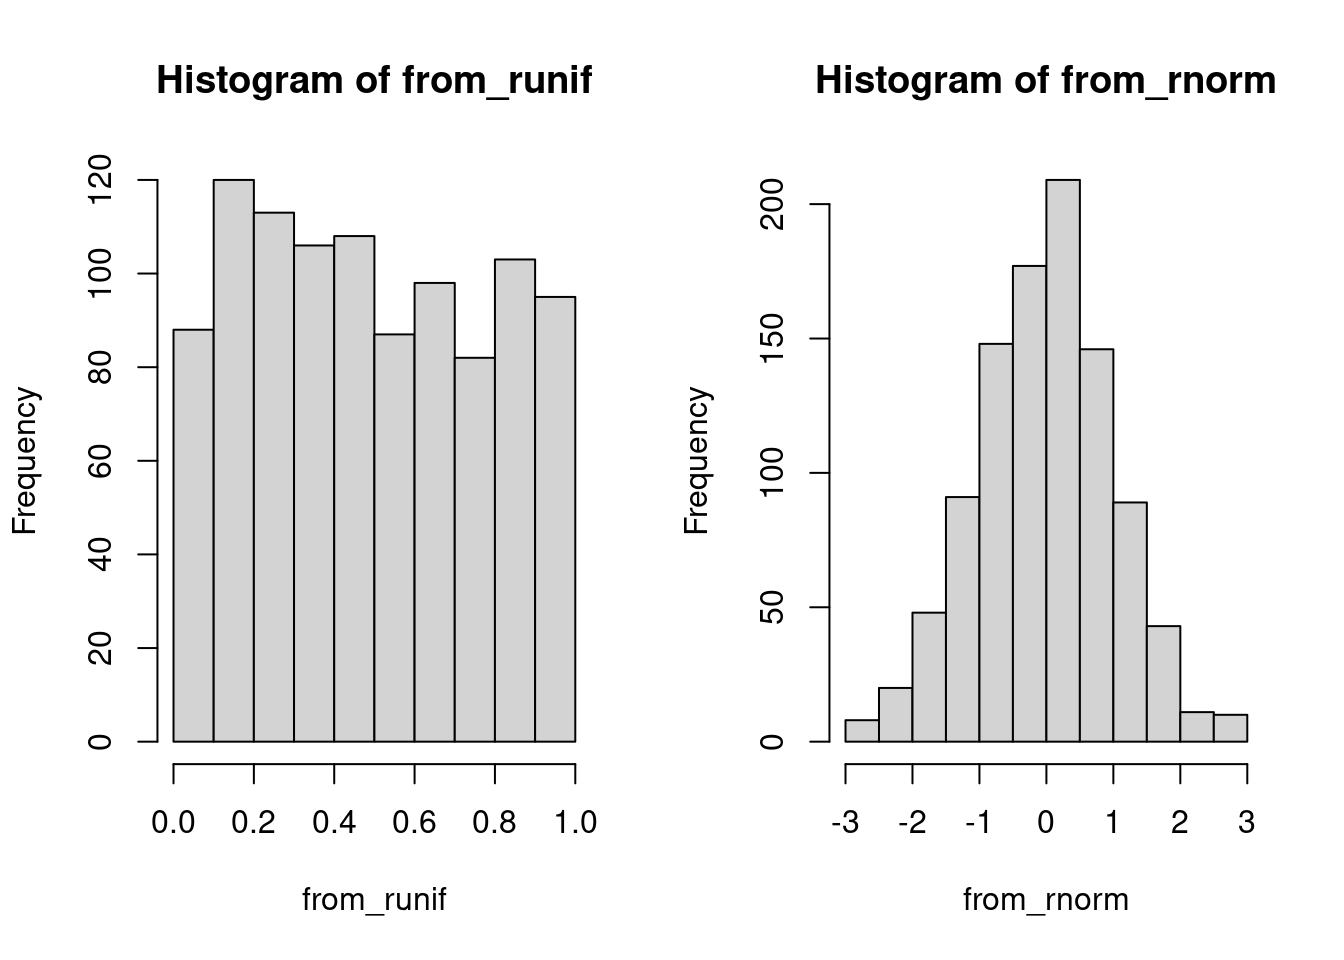 Histogram of from_runif
Frequency
120
100
80
60
40
20
0
0.0 0.2 0.4 0.6 0.8 1.0
from_runif
Histogram of from_rnorm
Frequency
200
150
100
50
0
-3 -2 -1 0 1 2 3
from_rnorm